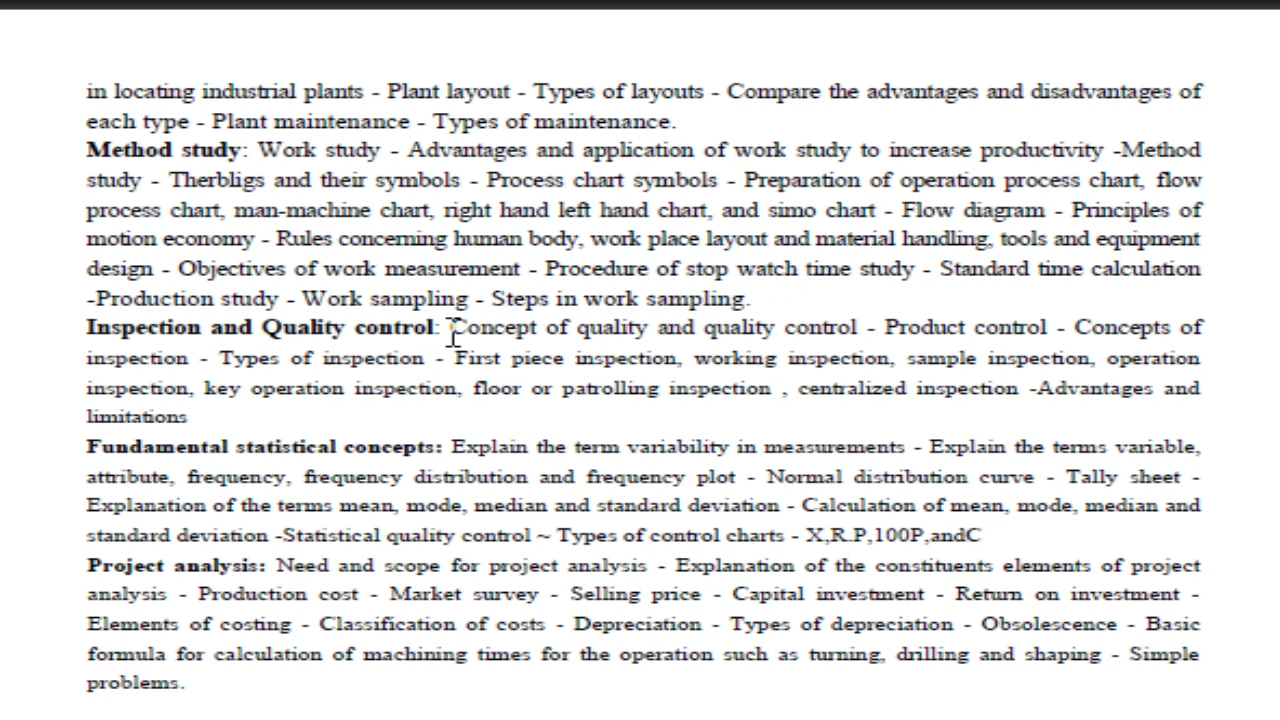 in locating industrial plants - Plant layout - Types of layouts - Compare the advantages and disadvantages of
each type - Plant maintenance - Types of maintenance.
Method study: Work study - Advantages and application of work study to increase productivity -Method
study - Therbligs and their symbols - Process chart symbols - Preparation of operation process chart, flow
process chart, man-machine chart, right hand left hand chart, and simo chart - Flow diagram - Principles of
motion economy - Rules concerning human body, work place layout and material handling, tools and equipment
design - Objectives of work measurement - Procedure of stop watch time study - Standard time calculation
-Production study - Work sampling - Steps in work sampling.
Inspection and Quality control: Concept of quality and quality control - Product control - Concepts of
inspection - Types of inspection - First piece inspection, working inspection, sample inspection, operation
inspection, key operation inspection, floor or patrolling inspection , centralized inspection -Advantages and
limitations
Fundamental statistical concepts: Explain the term variability in measurements - Explain the terms variable,
attribute, frequency, frequency distribution and frequency plot - Normal distribution curve - Tally sheet -
Explanation of the terms mean, mode, median and standard deviation - Calculation of mean, mode, median and
standard deviation -Statistical quality control ~ Types of control charts - X,R.P,100P,andC
Project analysis: Need and scope for project analysis - Explanation of the constituents elements of project
analysis - Production cost - Market survey - Selling price - Capital investment - Return on investment -
Elements of costing - Classification of costs - Depreciation - Types of depreciation - Obsolescence - Basic
formula for calculation of machining times for the operation such as turning, drilling and shaping - Simple
problems.